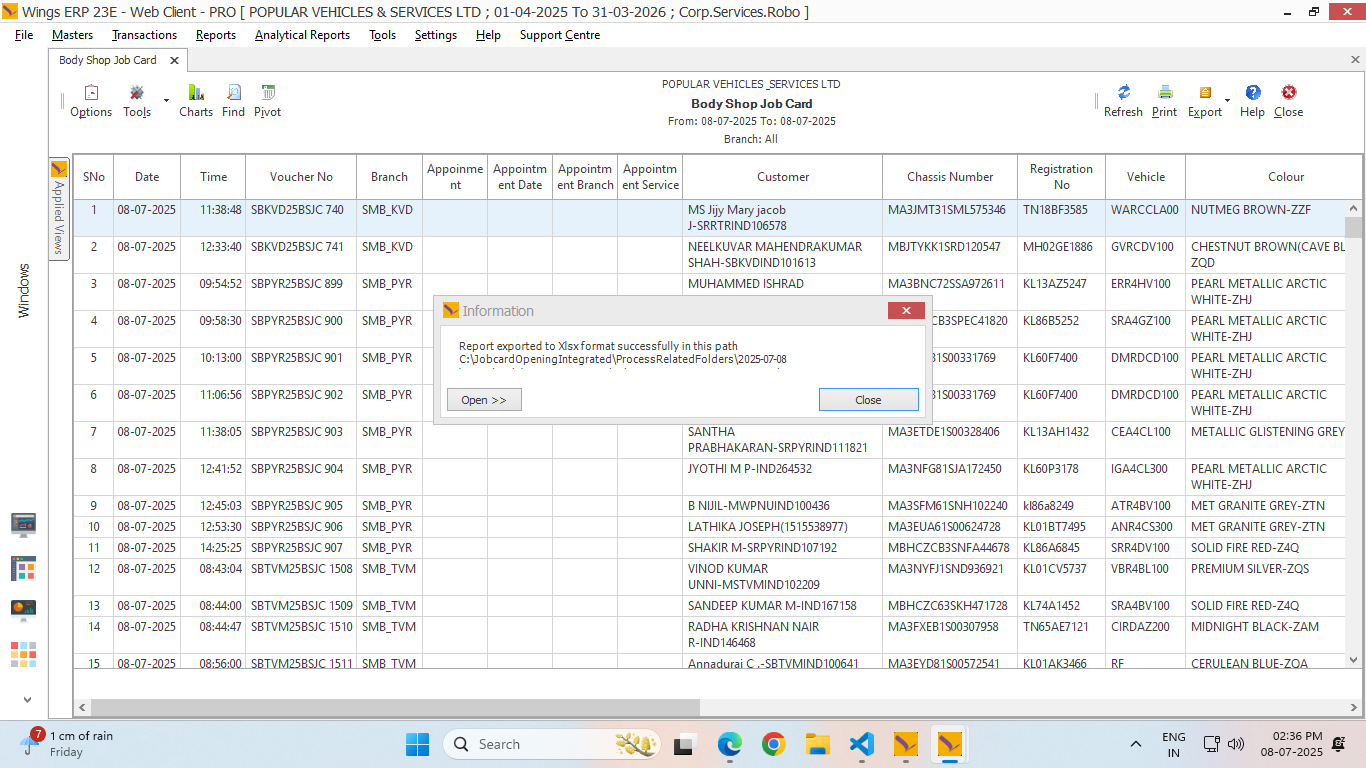 Wings ERP 23E - Web Client - PRO [ POPULAR VEHICLES & SERVICES LTD ; 01-04-2025 To 31-03-2026 ; Corp.Services.Robo ]
File Masters Transactions Reports Analytical Reports Tools Settings Help Support Centre
Body Shop Job Card
Options Tools Charts Find Pivot
POPULAR VEHICLES _SERVICES LTD
Body Shop Job Card
From: 08-07-2025 To: 08-07-2025
Branch: All
Refresh Print Export Help Close
Applied Views
Windows
SNo Date Time Voucher No Branch Appoinment Appointment Date Appointment Branch Appointment Service Customer Chassis Number Registration No Vehicle Colour
1 08-07-2025 11:38:48 SBKVD25BSJC 740 SMB_KVD MS Jijy Mary jacob MA3JMT31SML575346 TN18BF3585 WARCCLA00 NUTMEG BROWN-ZZF
J-SRRTRIND106578
2 08-07-2025 12:33:40 SBKVD25BSJC 741 SMB_KVD NEELKUVAR MAHENDRAKUMAR MBJTYKK1SRD120547 MH02GE1886 GVRCDV100 CHESTNUT BROWN(CAVE BL
SHAH-SBKVDIND101613 ZQD
3 08-07-2025 09:54:52 SBPYR25BSJC 899 SMB_PYR MUHAMMED ISHRAD MA3BNC72SSA972611 KL13AZ5247 ERR4HV100 PEARL METALLIC ARCTIC
WHITE-ZHJ
4 08-07-2025 09:58:30 SBPYR25BSJC 900 SMB_PYR CB3SPEC41820 KL86B5252 SRA4GZ100 PEARL METALLIC ARCTIC
WHITE-ZHJ
5 08-07-2025 10:13:00 SBPYR25BSJC 901 SMB_PYR 81S00331769 KL60F7400 DMRDCD100 PEARL METALLIC ARCTIC
WHITE-ZHJ
6 08-07-2025 11:06:56 SBPYR25BSJC 902 SMB_PYR 81S00331769 KL60F7400 DMRDCD100 PEARL METALLIC ARCTIC
WHITE-ZHJ
Information
Report exported to Xlsx format successfully in this path
C:\JobcardOpeningIntegrated\ProcessRelatedFolders\2025-07-08
Open >> Close
7 08-07-2025 11:38:05 SBPYR25BSJC 903 SMB_PYR SANTHA MA3ETDE1S00328406 KL13AH1432 CEA4CL100 METALLIC GLISTENING GREY
PRABHAKARAN-SRPYRIND111821
8 08-07-2025 12:41:52 SBPYR25BSJC 904 SMB_PYR JYOTHI M P-IND264532 MA3NFG81SJA172450 KL60P3178 IGA4CL300 PEARL METALLIC ARCTIC
WHITE-ZHJ
9 08-07-2025 12:45:03 SBPYR25BSJC 905 SMB_PYR B NIJIL-MWPNUIND100436 MA3SFM61SNH102240 kl86a8249 ATR4BV100 MET GRANITE GREY-ZTN
10 08-07-2025 12:53:30 SBPYR25BSJC 906 SMB_PYR LATHIKA JOSEPH(1515538977) MA3EUA61S00624728 KL01BT7495 ANR4CS300 MET GRANITE GREY-ZTN
11 08-07-2025 14:25:25 SBPYR25BSJC 907 SMB_PYR SHAKIR M-SRPYRIND107192 MBHCZCB3SNFA44678 KL86A6845 SRR4DV100 SOLID FIRE RED-Z4Q
12 08-07-2025 08:43:04 SBTVM25BSJC 1508 SMB_TVM VINOD KUMAR MA3NYFJ1SND936921 KL01CV5737 VBR4BL100 PREMIUM SILVER-ZQS
UNNI-MSTVMIND102209
13 08-07-2025 08:44:00 SBTVM25BSJC 1509 SMB_TVM SANDEEP KUMAR M-IND167158 MBHCZC63SKH471728 KL74A1452 SRA4BV100 SOLID FIRE RED-Z4Q
14 08-07-2025 08:44:47 SBTVM25BSJC 1510 SMB_TVM RADHA KRISHNAN NAIR MA3FXEB1S00307958 TN65AE7121 CIRDAZ200 MIDNIGHT BLACK-ZAM
R-IND146468
15 08-07-2025 08:56:00 SBTVM25BSJC 1511 SMB_TVM Annadurai C .-SBTVMIND100641 MA3EYD81S00572541 KL01AK3466 RF CERULEAN BLUE-ZQA
7
1 cm of rain
Friday
Search
ENG
IN
02:36 PM
08-07-2025